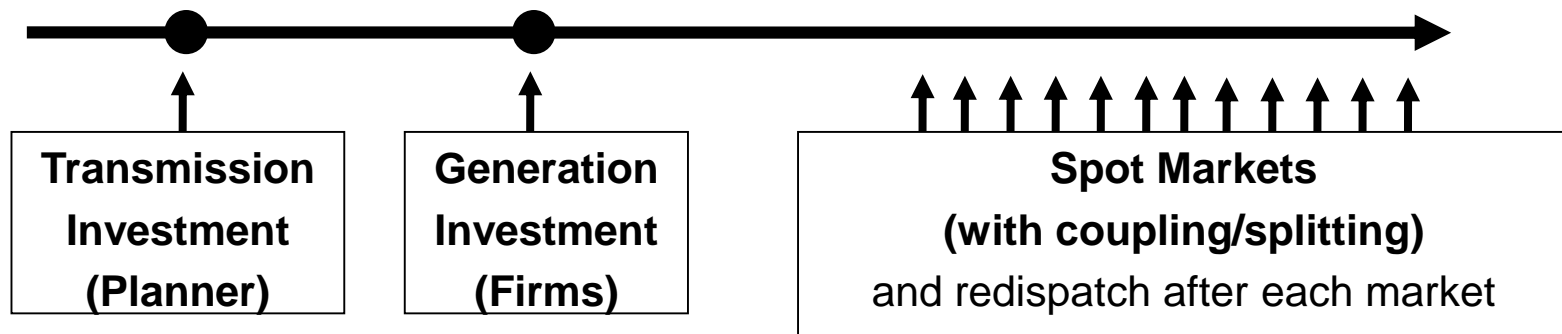 Transmission
Investment
(Planner)
Generation
Investment
(Firms)
Spot Markets
(with coupling/splitting)
and redispatch after each market